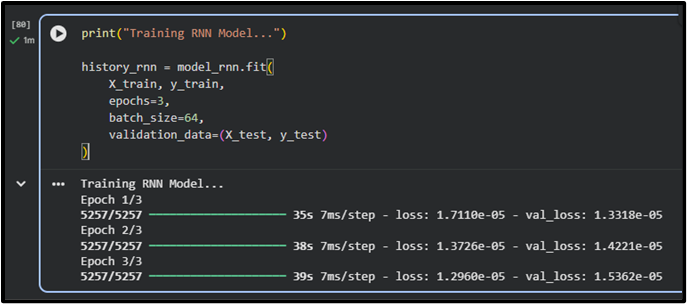 [80]
1m
print("Training RNN Model...")
history_rnn = model_rnn.fit(
X_train, y_train,
epochs=3,
batch_size=64,
validation_data=(X_test, y_test)
)
... Training RNN Model...
Epoch 1/3
5257/5257 ━━━━━━━━━━━━━━━━━━━━ 35s 7ms/step - loss: 1.7110e-05 - val_loss: 1.3318e-05
Epoch 2/3
5257/5257 ━━━━━━━━━━━━━━━━━━━━ 38s 7ms/step - loss: 1.3726e-05 - val_loss: 1.4221e-05
Epoch 3/3
5257/5257 ━━━━━━━━━━━━━━━━━━━━ 39s 7ms/step - loss: 1.2960e-05 - val_loss: 1.5362e-05